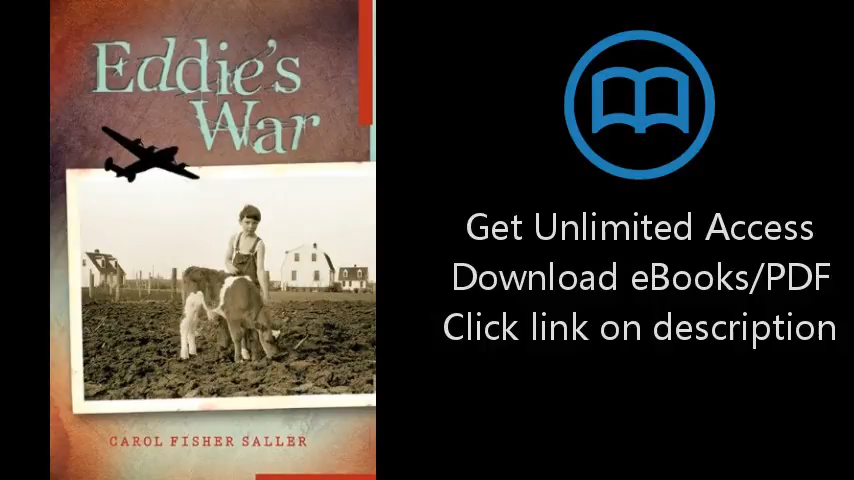 Eddie's
War
CAROL FISHER SALLER
Get Unlimited Access
Download eBooks/PDF
Click link on description